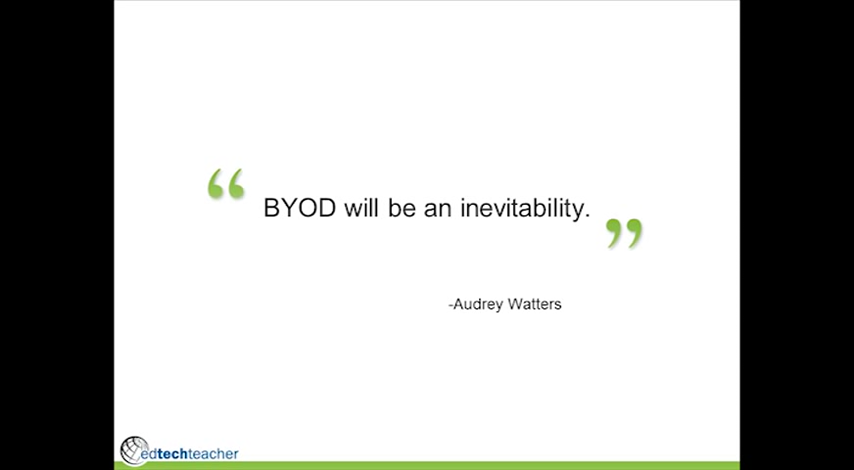 “ BYOD will be an inevitability. ”
-Audrey Watters
edtechteacher